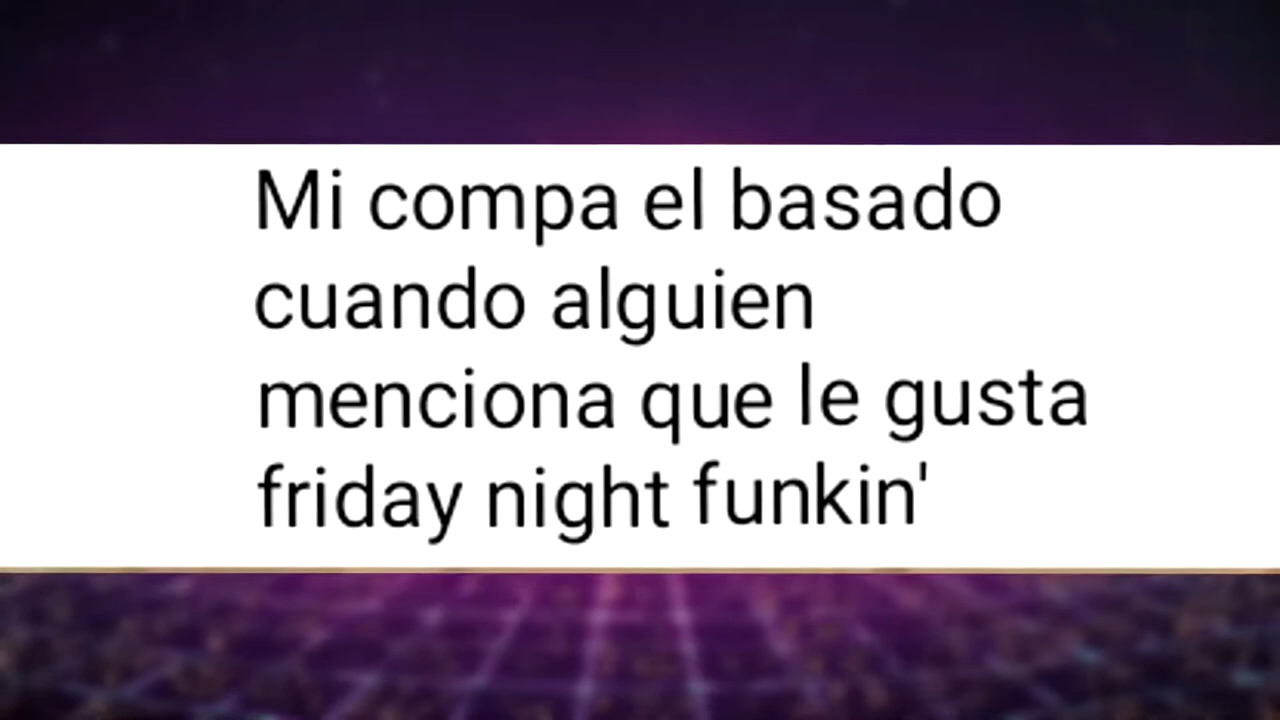 Mi compa el basado
cuando alguien
menciona que le gusta
friday night funkin'